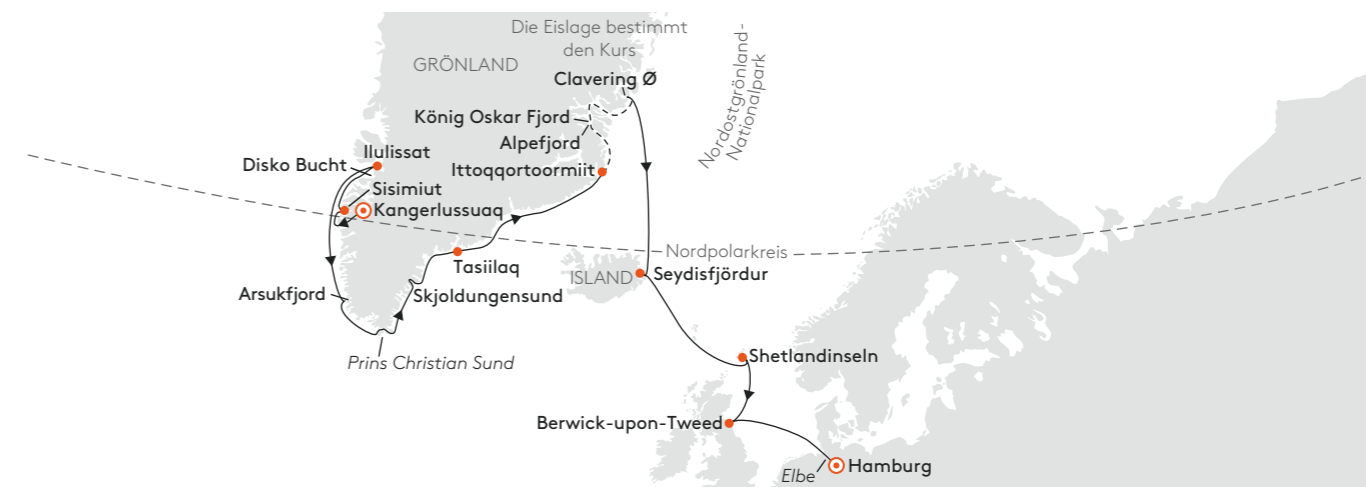 Die Eislage bestimmt
den Kurs
GRÖNLAND
Clavering Ø
Nordostgrönland-
Nationalpark
König Oskar Fjord
Alpefjord
Ilulissat
Disko Bucht
Ittoqqortoormiit
Sisimiut
Kangerlussuaq
Nordpolarkreis
Tasiilaq
ISLAND
Seydisfjördur
Arsukfjord
Skjoldungensund
Prins Christian Sund
Shetlandinseln
Berwick-upon-Tweed
Elbe
Hamburg